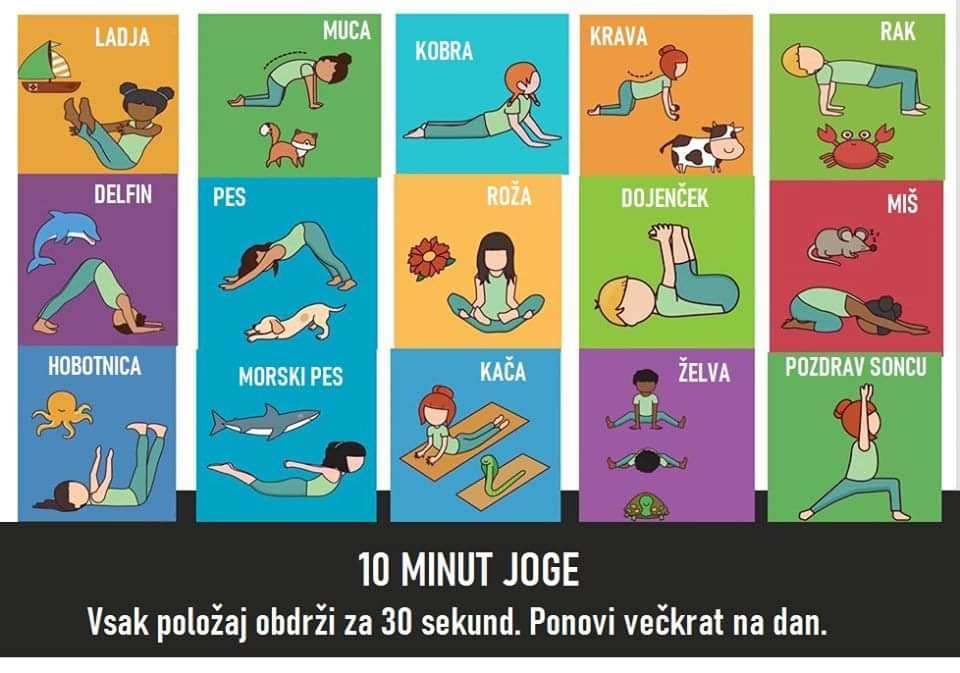 LADJA
MUCA
KOBRA
KRAVA
RAK
DELFIN
PES
ROŽA
DOJENČEK
MIŠ
HOBOTNICA
MORSKI PES
KAČA
ŽELVA
POZDRAV SONCU
10 MINUT JOGE
Vsak položaj obdrži za 30 sekund. Ponovi večkrat na dan.